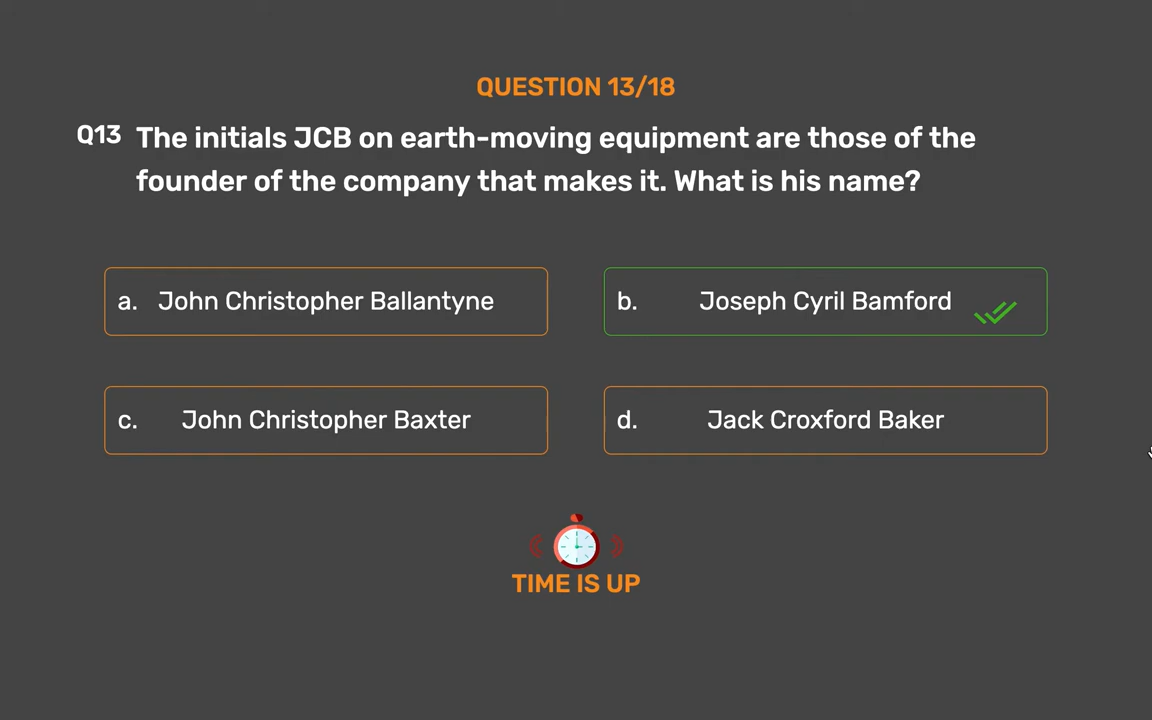 QUESTION 13/18
Q13 The initials JCB on earth-moving equipment are those of the
founder of the company that makes it. What is his name?
a. John Christopher Ballantyne
b. Joseph Cyril Bamford
c. John Christopher Baxter
d. Jack Croxford Baker
TIME IS UP